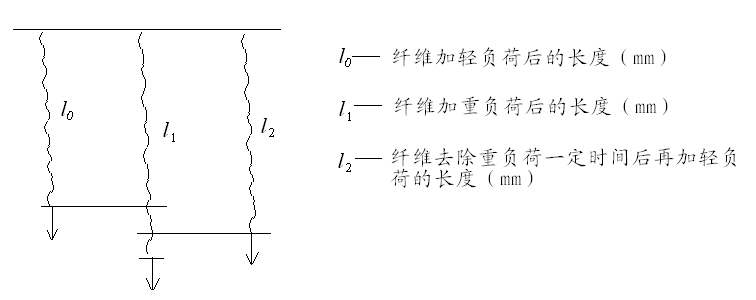 l₀
l₁
l₂
l₀— 纤维加轻负荷后的长度（mm）
l₁— 纤维加重负荷后的长度（mm）
l₂— 纤维去除重负荷一定时间后再加轻负
荷的长度（mm）